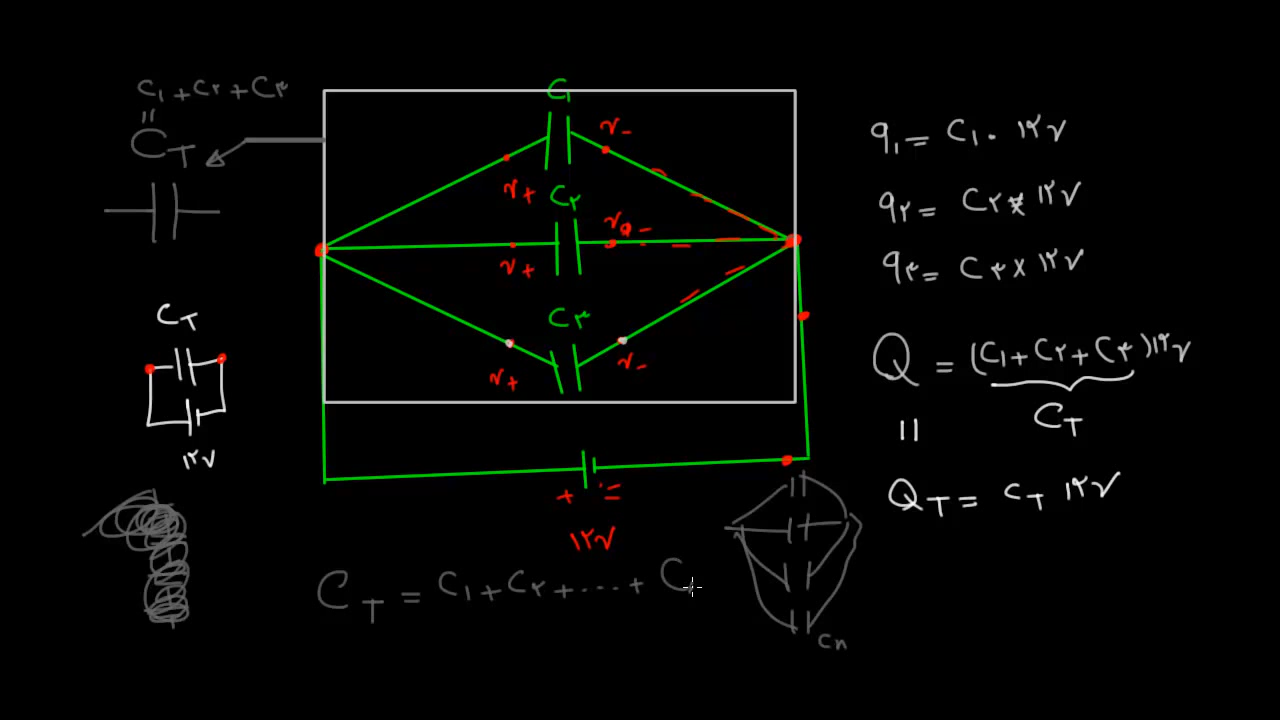 C۱+C۲+C۳
=
CT
C۱
v-
v+
C۲
v-
v+
C۳
v-
v+
CT
۱۲v
+ -
۱۲v
q۱= C۱. ۱۲v
q۲= C۲× ۱۲v
q۳= C۳× ۱۲v
Q = (C۱+C۲+C۳)۱۲v
CT
=
QT= CT ۱۲v
CT = C۱+C۲+....+ C
Cn